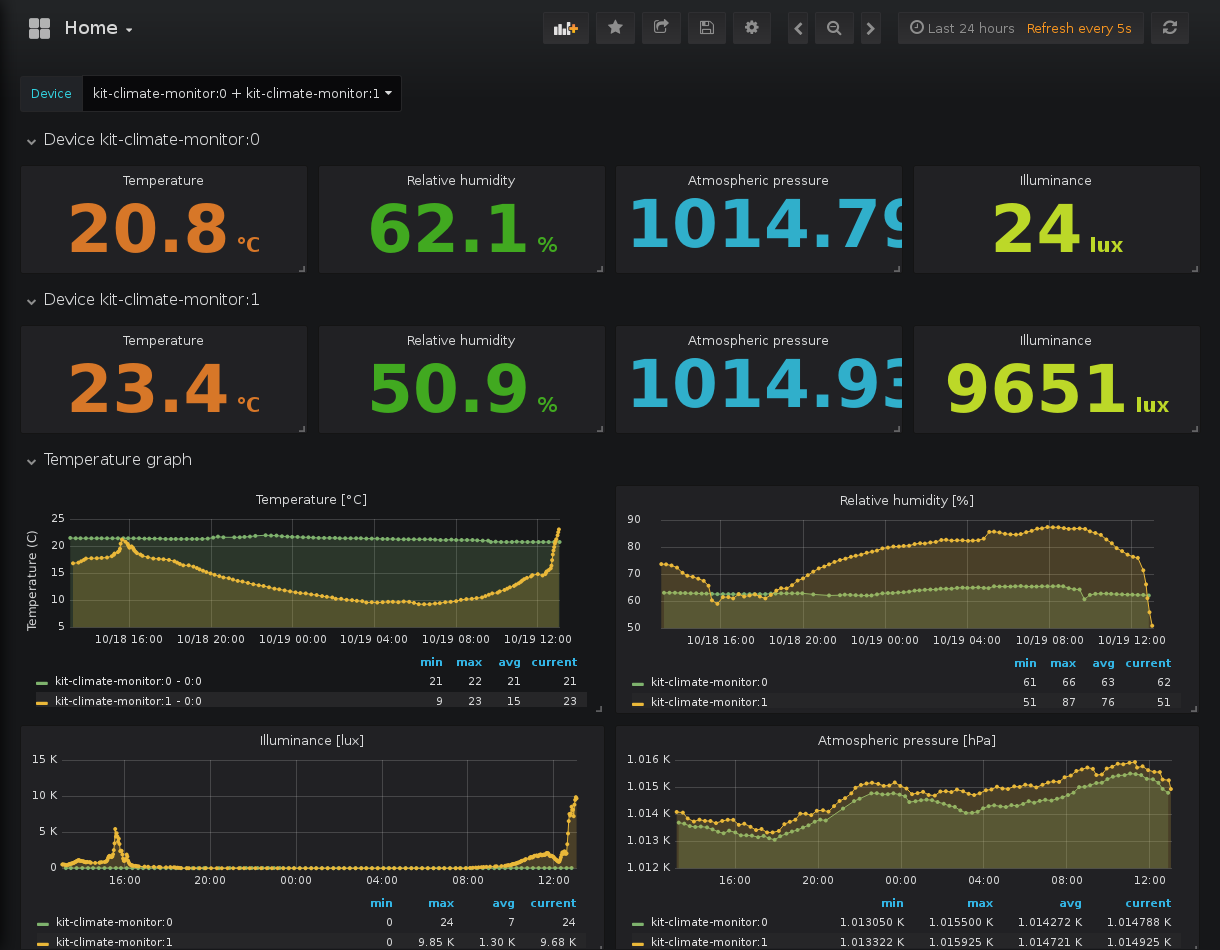 Home
Last 24 hours Refresh every 5s
Device kit-climate-monitor:0 + kit-climate-monitor:1
Device kit-climate-monitor:0
Temperature Relative humidity Atmospheric pressure Illuminance
20.8 °C 62.1 % 1014.79 24 lux
Device kit-climate-monitor:1
Temperature Relative humidity Atmospheric pressure Illuminance
23.4 °C 50.9 % 1014.93 9651 lux
Temperature graph
Temperature [°C]
Temperature (C)
25
20
15
10
5
10/18 16:00 10/18 20:00 10/19 00:00 10/19 04:00 10/19 08:00 10/19 12:00
min max avg current
kit-climate-monitor:0 - 0:0 21 22 21 21
kit-climate-monitor:1 - 0:0 9 23 15 23
Relative humidity [%]
90
80
70
60
50
10/18 16:00 10/18 20:00 10/19 00:00 10/19 04:00 10/19 08:00 10/19 12:00
min max avg current
kit-climate-monitor:0 61 66 63 62
kit-climate-monitor:1 51 87 76 51
Illuminance [lux]
15 K
10 K
5 K
0
16:00 20:00 00:00 04:00 08:00 12:00
min max avg current
kit-climate-monitor:0 0 24 7 24
kit-climate-monitor:1 0 9.85 K 1.30 K 9.68 K
Atmospheric pressure [hPa]
1.016 K
1.015 K
1.014 K
1.013 K
1.012 K
16:00 20:00 00:00 04:00 08:00 12:00
min max avg current
kit-climate-monitor:0 1.013050 K 1.015500 K 1.014272 K 1.014788 K
kit-climate-monitor:1 1.013322 K 1.015925 K 1.014721 K 1.014925 K